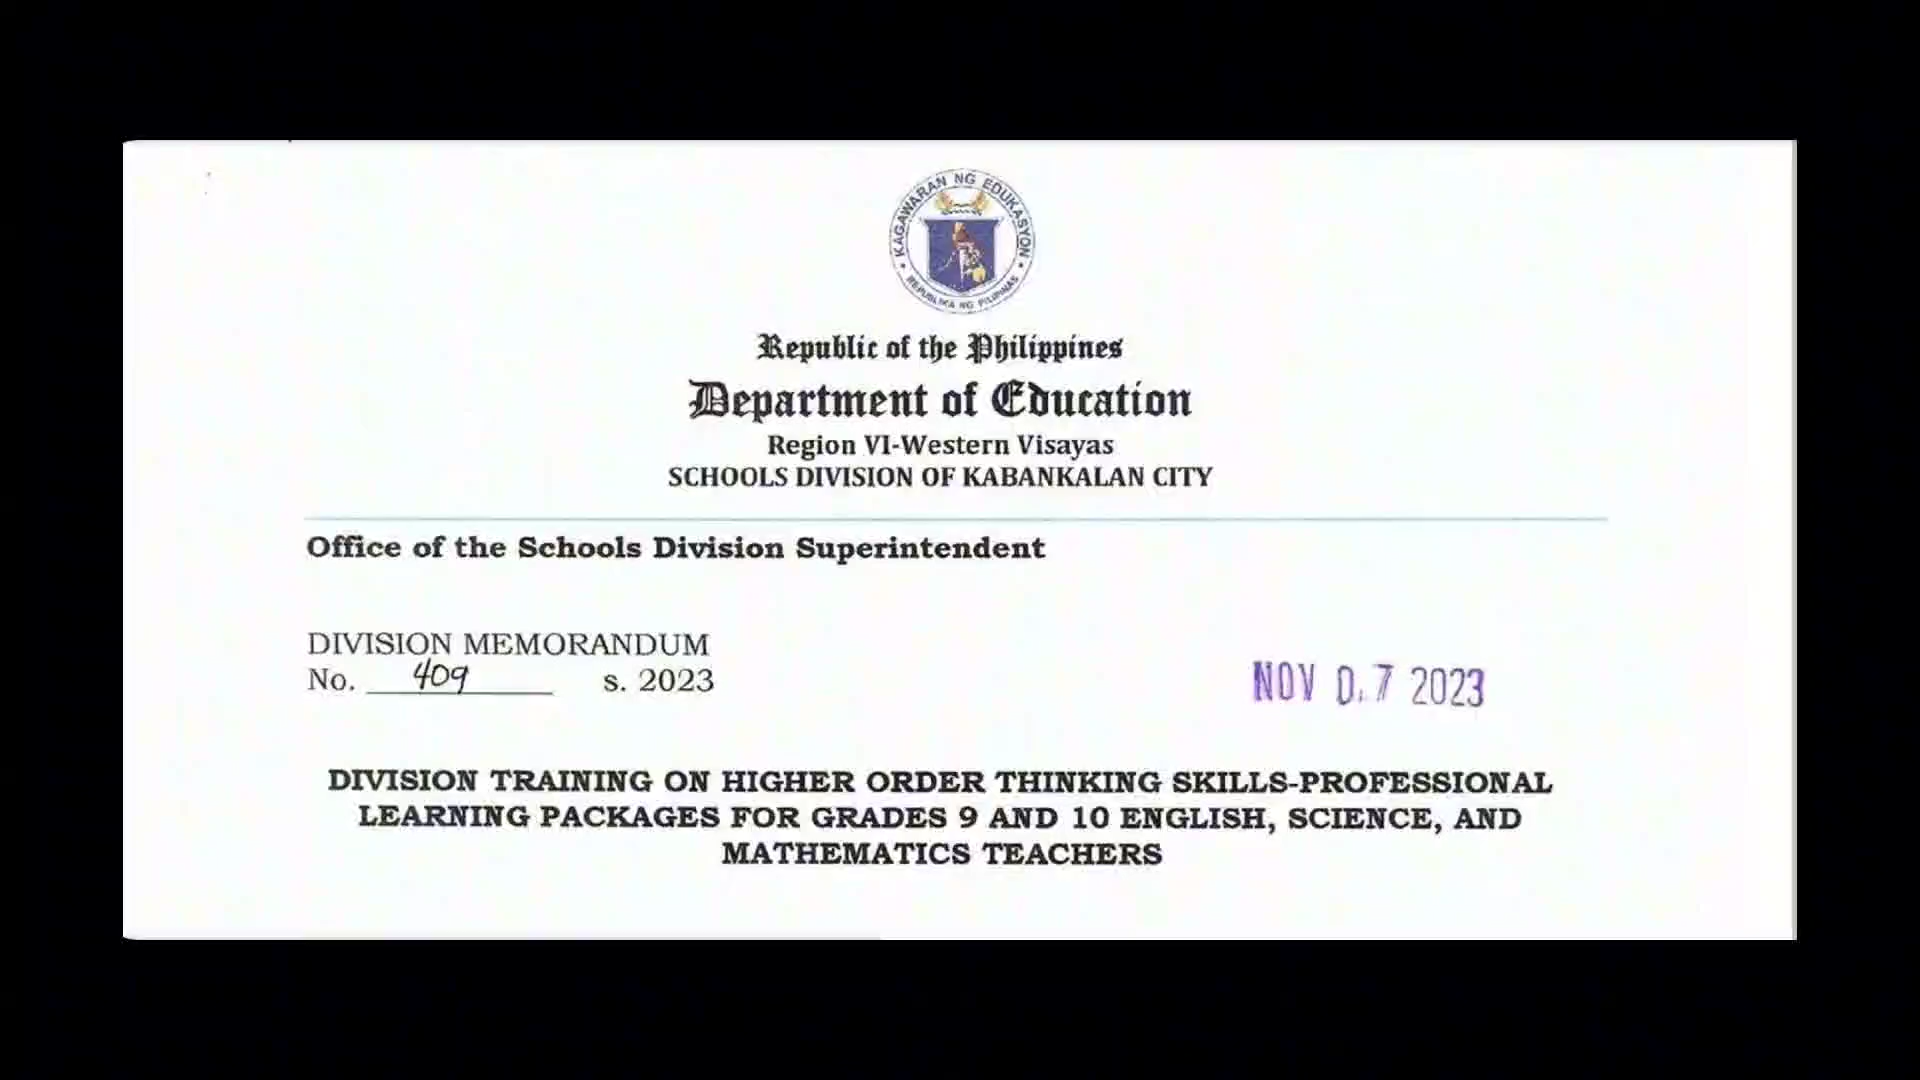 KAGAWARAN NG EDUKASYON
REPUBLIKA NG PILIPINAS
Republic of the Philippines
Department of Education
Region VI-Western Visayas
SCHOOLS DIVISION OF KABANKALAN CITY
Office of the Schools Division Superintendent
DIVISION MEMORANDUM
No. 409 s. 2023
NOV 07 2023
DIVISION TRAINING ON HIGHER ORDER THINKING SKILLS-PROFESSIONAL
LEARNING PACKAGES FOR GRADES 9 AND 10 ENGLISH, SCIENCE, AND
MATHEMATICS TEACHERS